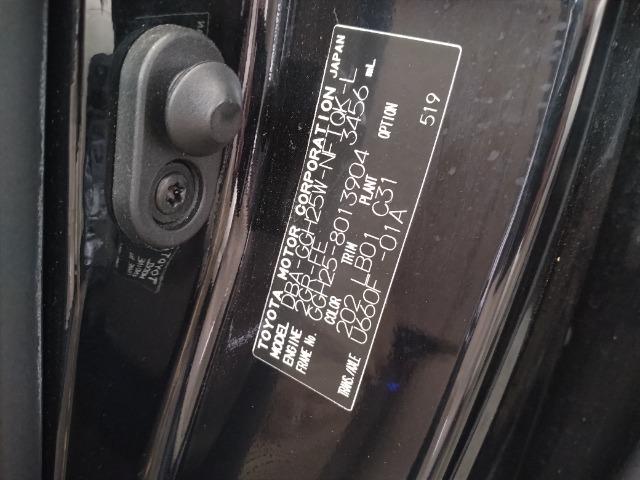 TOYOTA MOTOR CORPORATION JAPAN
MODEL DBA-GGH25W-NFTQK-L
ENGINE 2GR-FE 3456 mL
FRAME No. GGH25-8013904
COLOR TRIM PLANT OPTION
202 LB01 C31 519
TRANS./AXLE U660F -01A